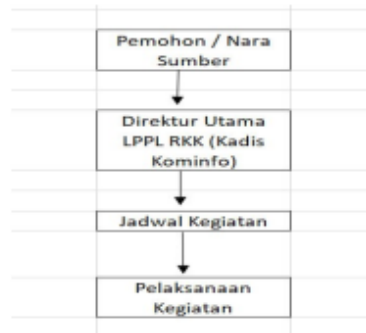 Pemohon / Nara
Sumber
Direktur Utama
LPPL RKK (Kadis
Kominfo)
Jadwal Kegiatan
Pelaksanaan
Kegiatan